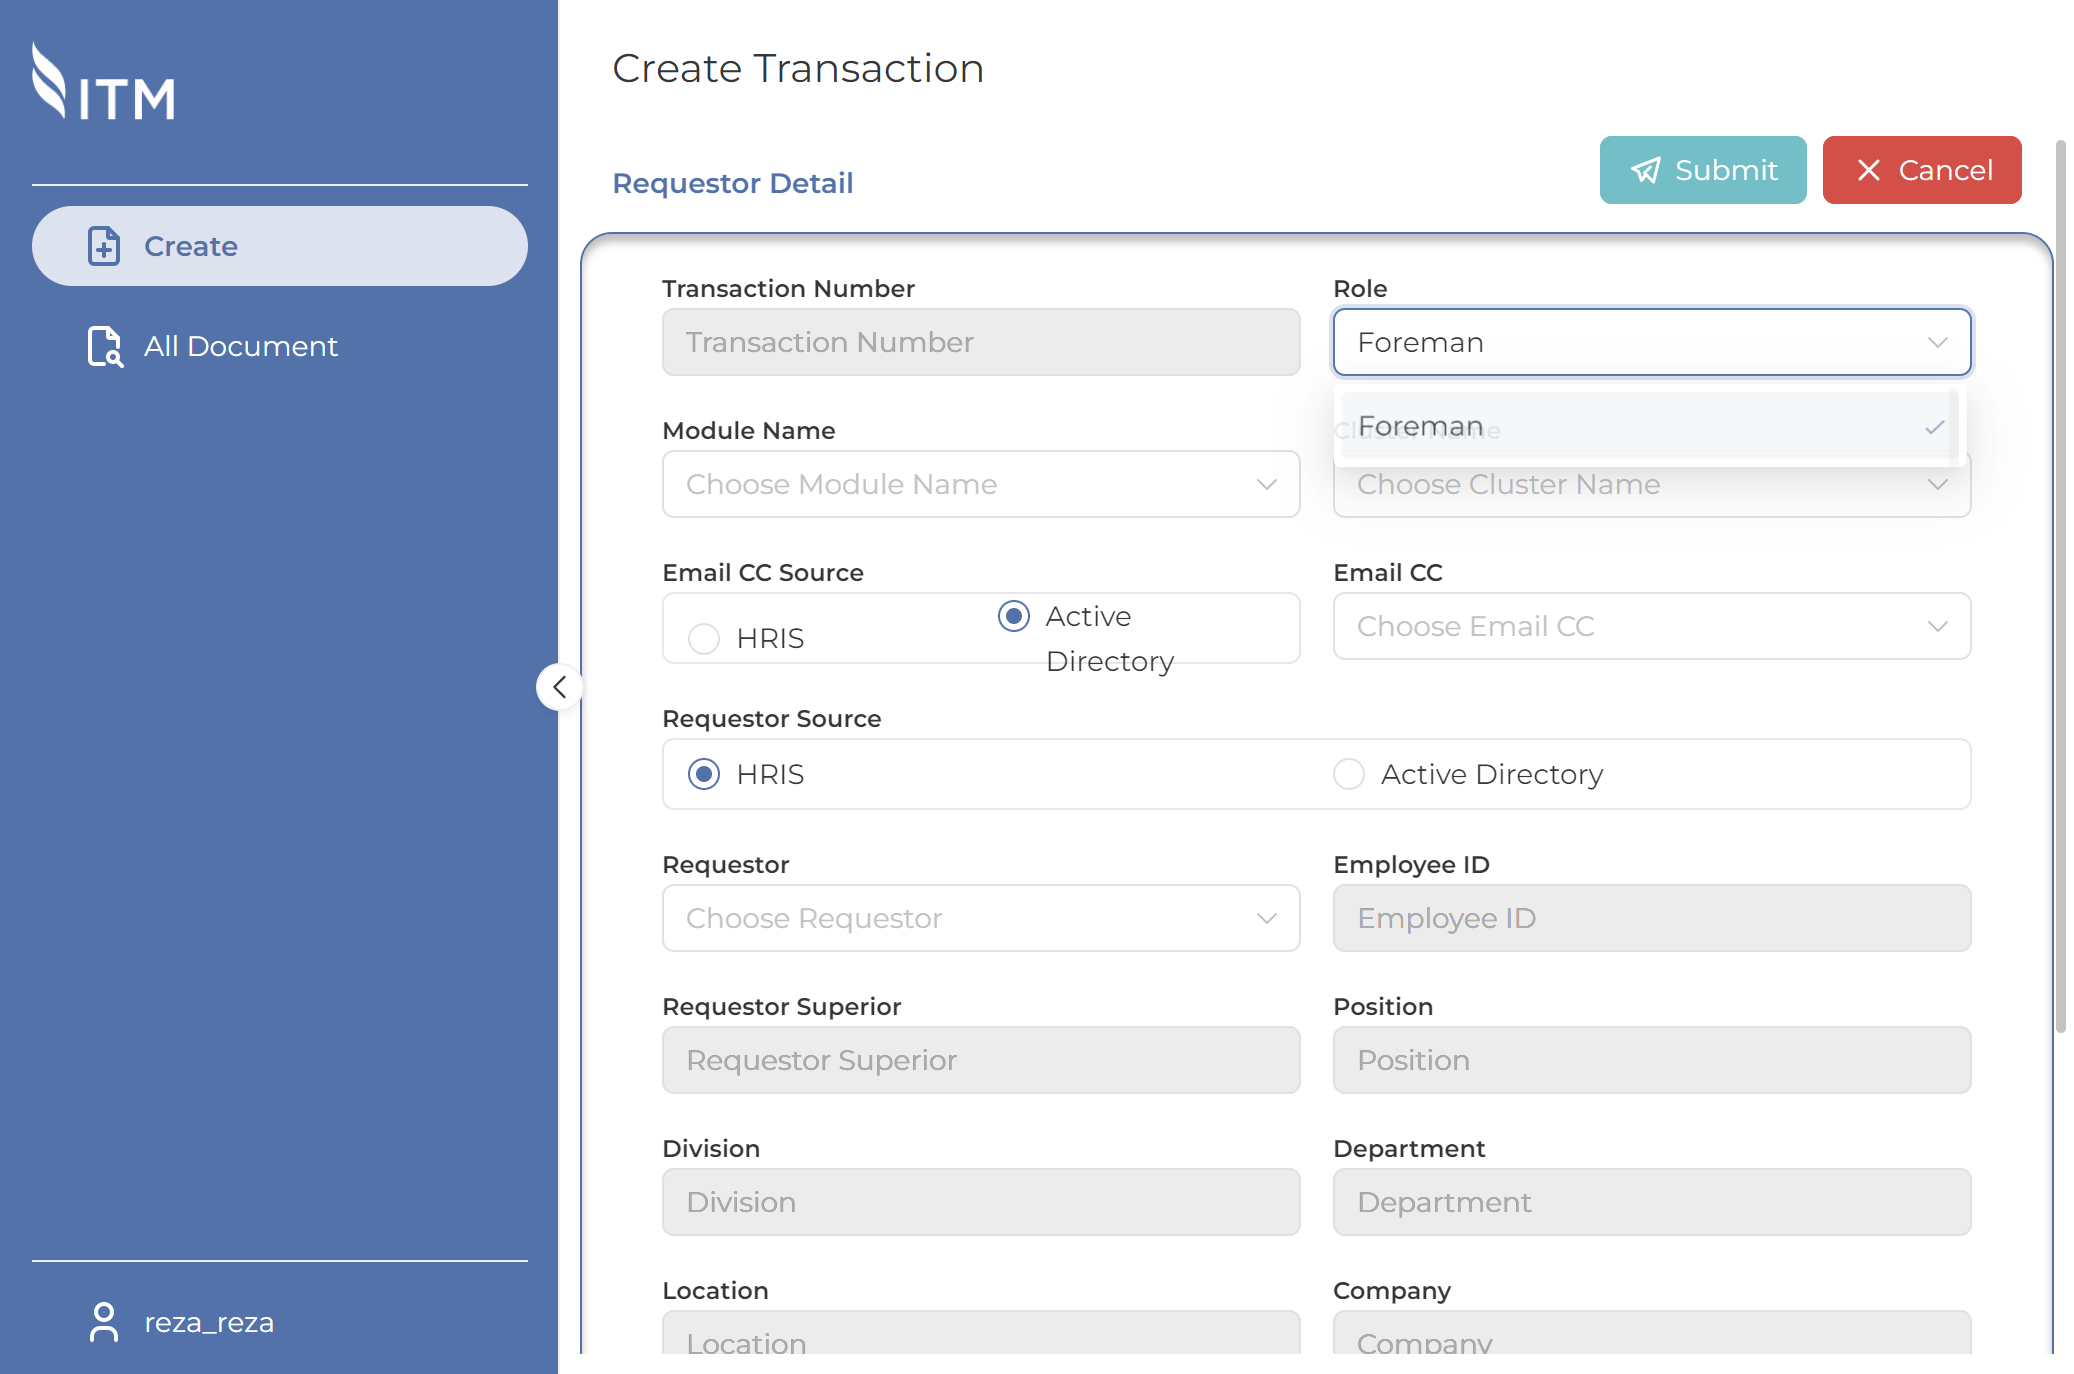 ITM
Create
All Document
reza_reza
Create Transaction
Requestor Detail
Submit
Cancel
Transaction Number
Transaction Number
Role
Foreman
Foreman
Module Name
Choose Module Name
Cluster Name
Choose Cluster Name
Email CC Source
HRIS
Active
Directory
Email CC
Choose Email CC
Requestor Source
HRIS
Active Directory
Requestor
Choose Requestor
Employee ID
Employee ID
Requestor Superior
Requestor Superior
Position
Position
Division
Division
Department
Department
Location
Location
Company
Company